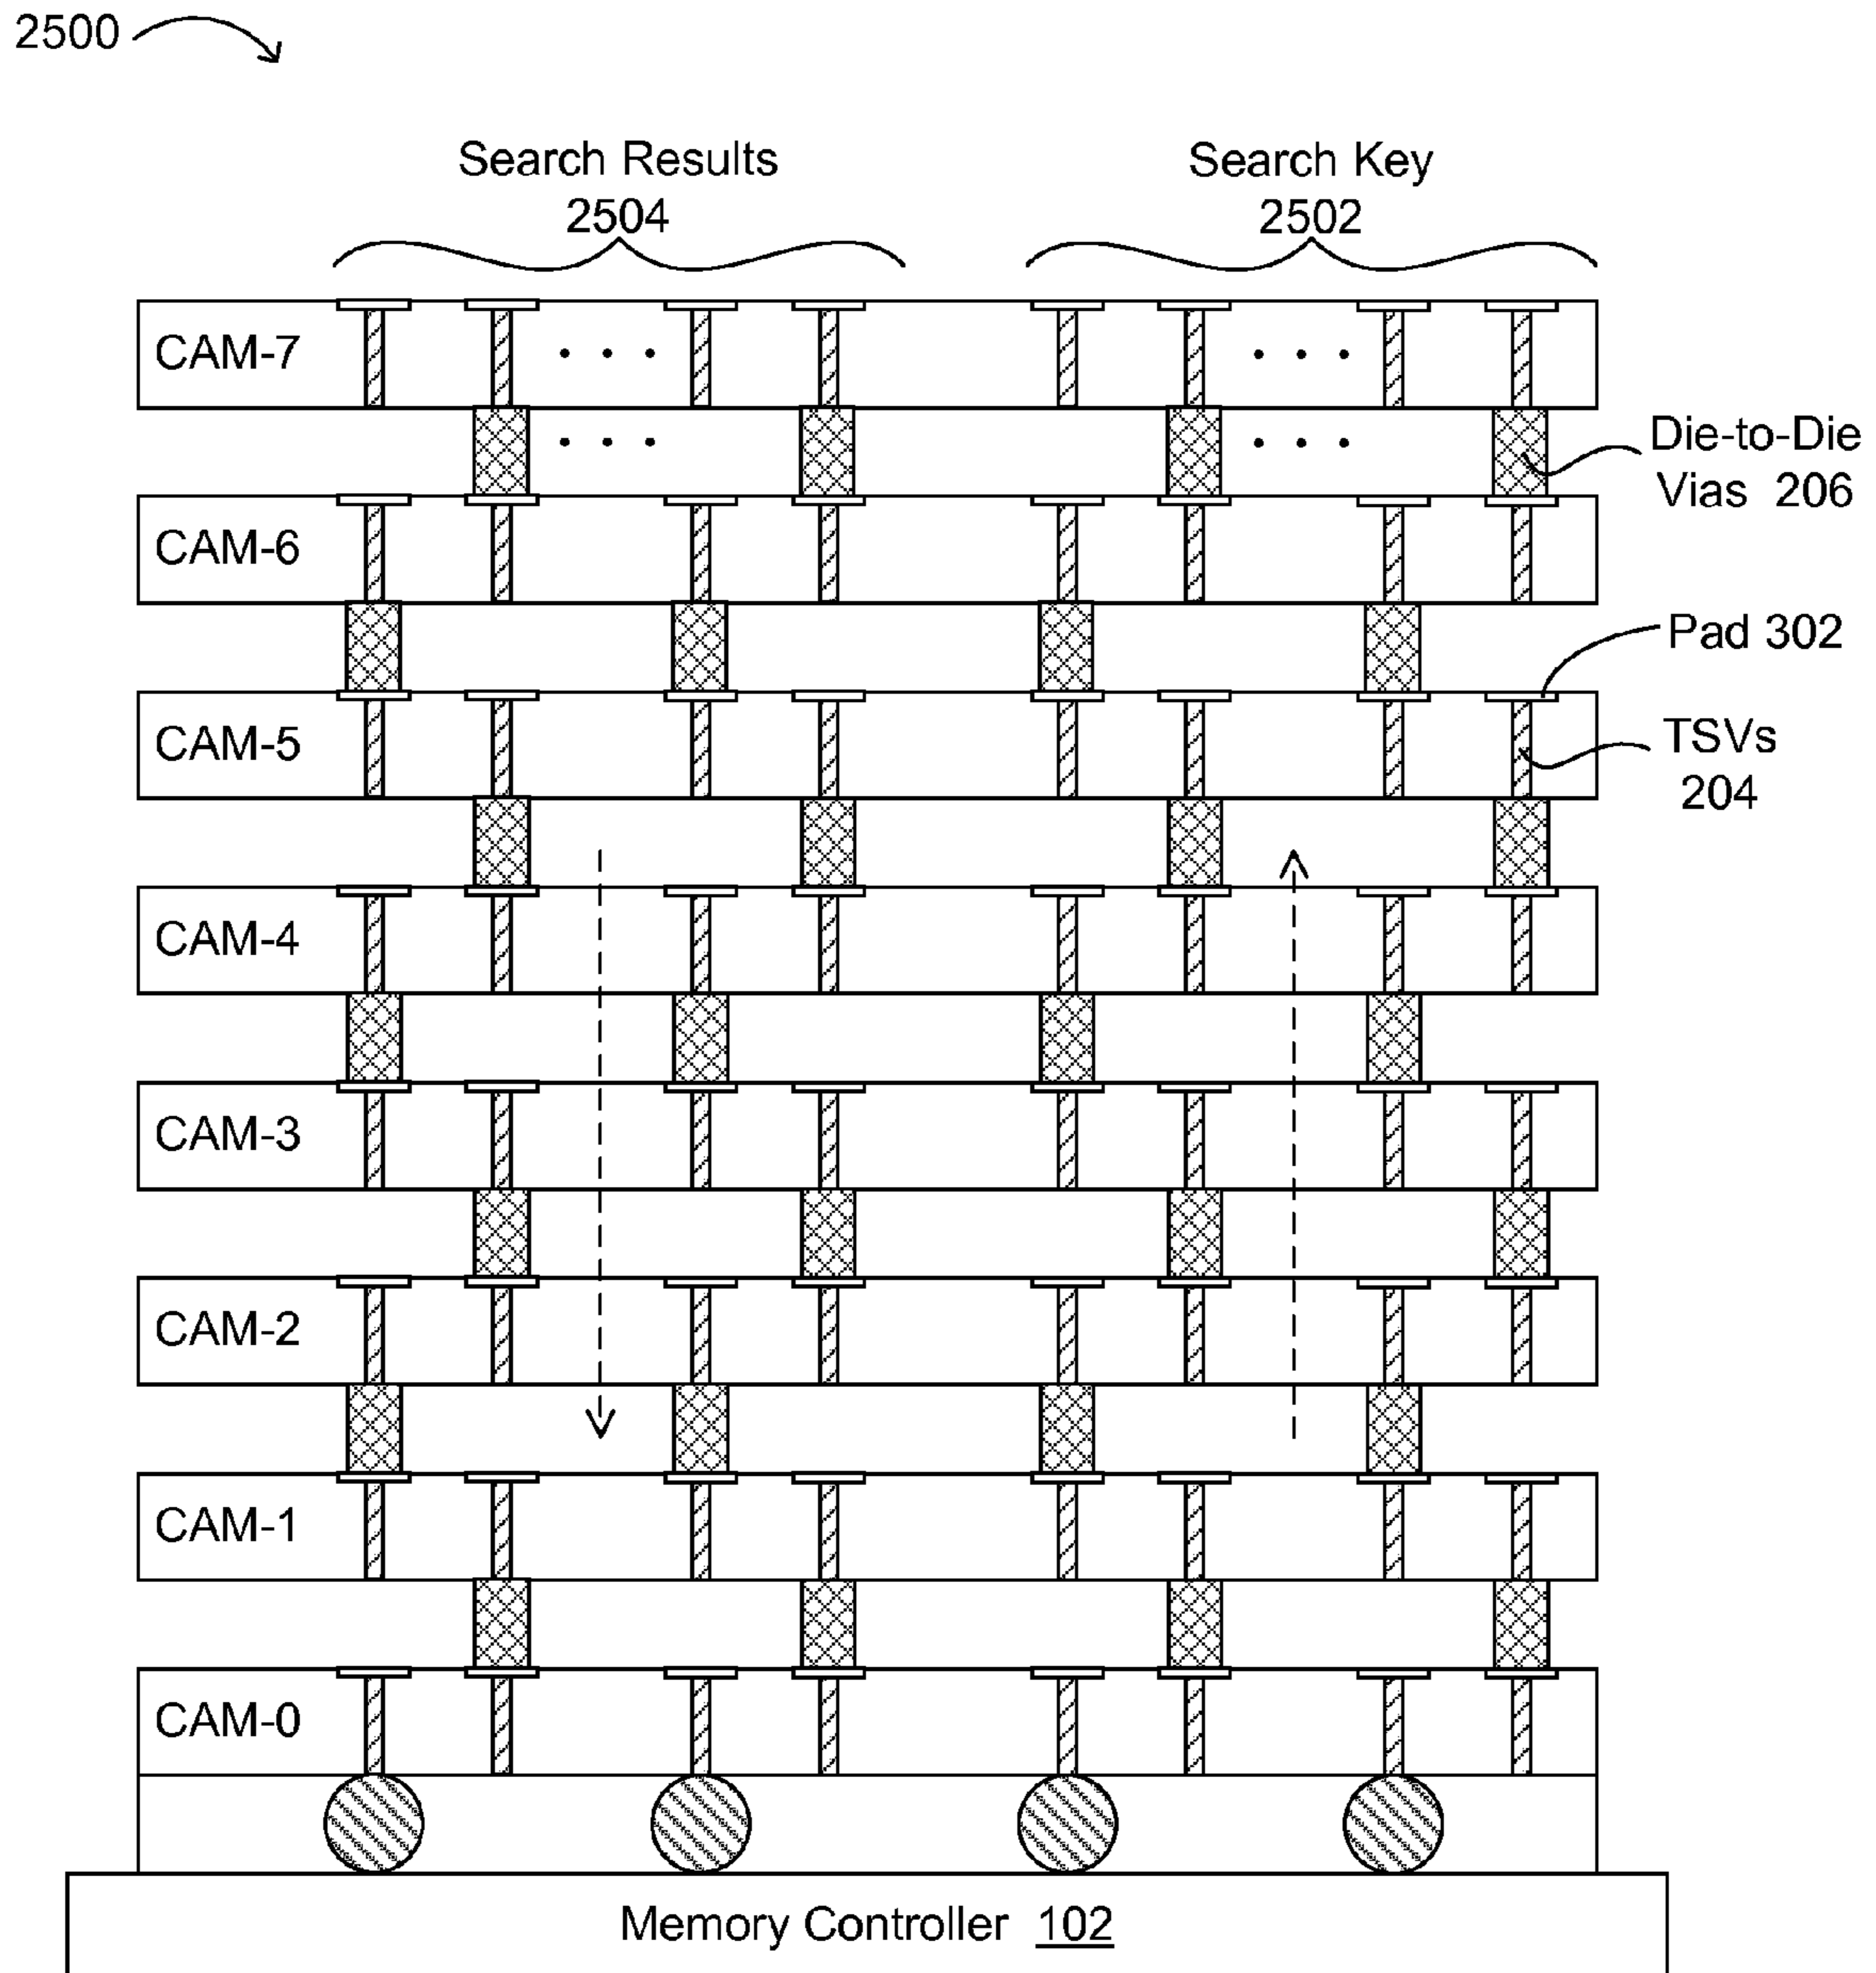 2500
Search Results
2504
Search Key
2502
CAM-7
Die-to-Die
Vias 206
CAM-6
Pad 302
CAM-5
TSVs
204
CAM-4
CAM-3
CAM-2
CAM-1
CAM-0
Memory Controller 102